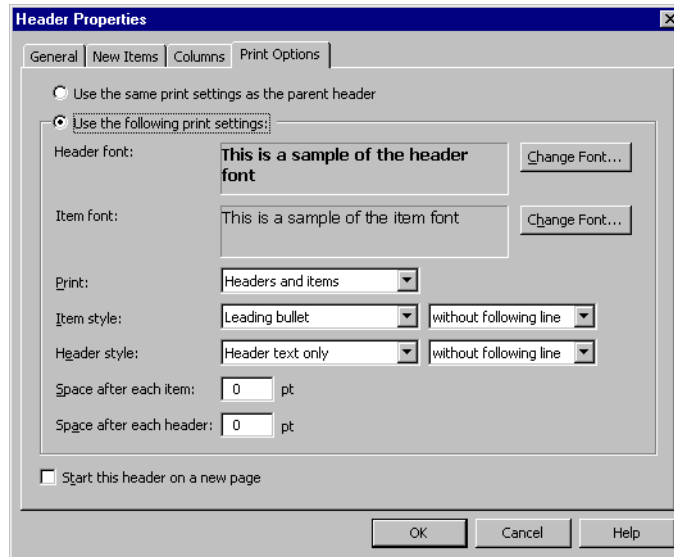 Header Properties
General New Items Columns Print Options
Use the same print settings as the parent header
Use the following print settings:
Header font:
This is a sample of the header
font
Change Font...
Item font:
This is a sample of the item font
Change Font...
Print:
Headers and items
Item style:
Leading bullet
without following line
Header style:
Header text only
without following line
Space after each item:
0
pt
Space after each header:
0
pt
Start this header on a new page
OK Cancel Help